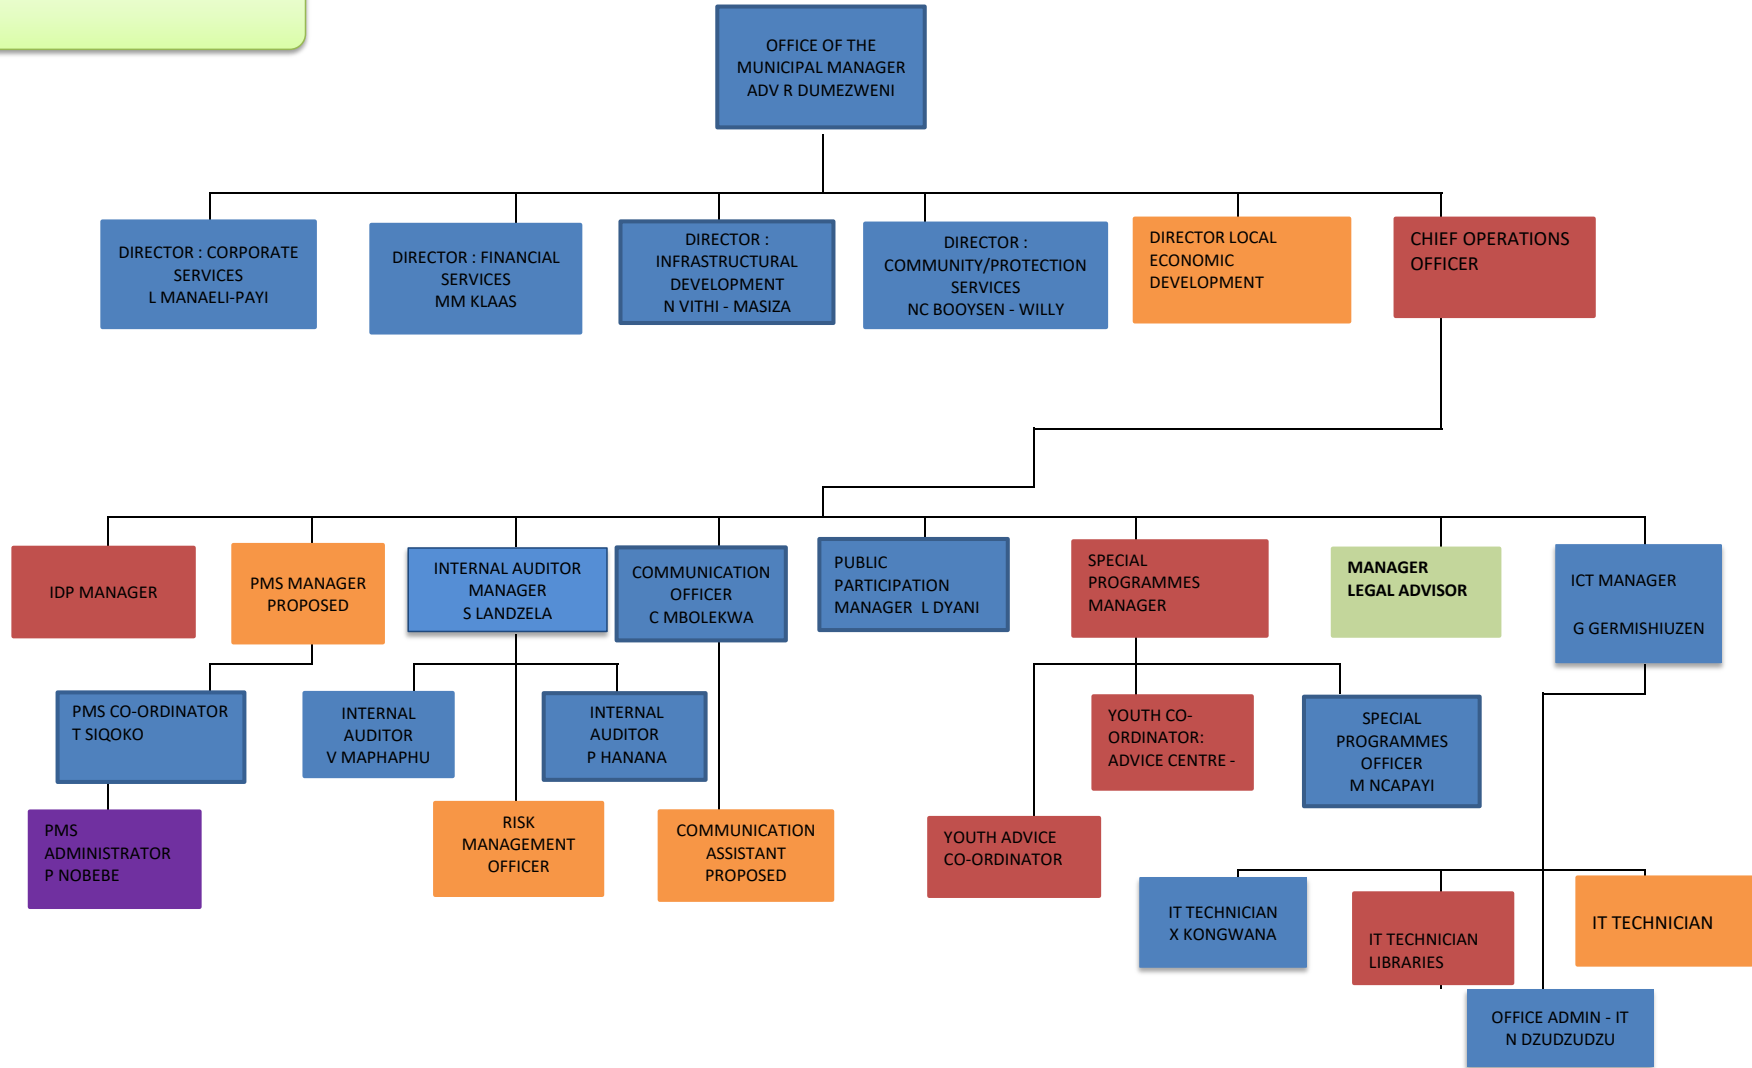 OFFICE OF THE
MUNICIPAL MANAGER
ADV R DUMEZWENI
DIRECTOR : CORPORATE
SERVICES
L MANAELI-PAYI
DIRECTOR : FINANCIAL
SERVICES
MM KLAAS
DIRECTOR :
INFRASTRUCTURAL
DEVELOPMENT
N VITHI - MASIZA
DIRECTOR :
COMMUNITY/PROTECTION
SERVICES
NC BOOYSEN - WILLY
DIRECTOR LOCAL
ECONOMIC
DEVELOPMENT
CHIEF OPERATIONS
OFFICER
IDP MANAGER
PMS MANAGER
PROPOSED
INTERNAL AUDITOR
MANAGER
S LANDZELA
COMMUNICATION
OFFICER
C MBOLEKWA
PUBLIC
PARTICIPATION
MANAGER L DYANI
SPECIAL
PROGRAMMES
MANAGER
MANAGER
LEGAL ADVISOR
ICT MANAGER
G GERMISHIUZEN
PMS CO-ORDINATOR
T SIQOKO
INTERNAL
AUDITOR
V MAPHAPHU
INTERNAL
AUDITOR
P HANANA
YOUTH CO-
ORDINATOR:
ADVICE CENTRE -
SPECIAL
PROGRAMMES
OFFICER
M NCAPAYI
PMS
ADMINISTRATOR
P NOBEBE
RISK
MANAGEMENT
OFFICER
COMMUNICATION
ASSISTANT
PROPOSED
YOUTH ADVICE
CO-ORDINATOR
IT TECHNICIAN
X KONGWANA
IT TECHNICIAN
LIBRARIES
IT TECHNICIAN
OFFICE ADMIN - IT
N DZUDZUDZU